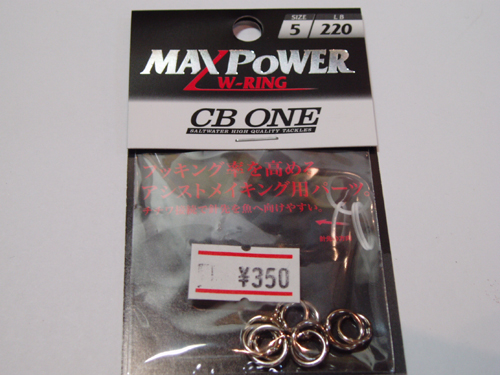 SIZE LB
5 220
MAXPOWER
W-RING
CB ONE
SALTWATER HIGH QUALITY TACKLES
フッキング率を高める
アシストメイキング用パーツ。
¥350